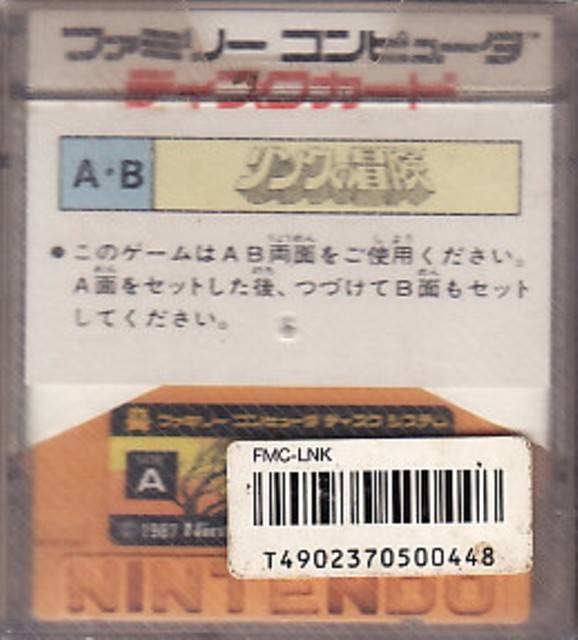 ファミリー コンピュータ™
ディスクカード
A・B リンクの冒険
●このゲームはAB両面をご使用ください。
A面をセットした後、つづけてB面もセット
してください。
ファミリー コンピュータ ディスク システム
A
© 1987 Nin
FMC-LNK
T4902370500448
NINTENDO